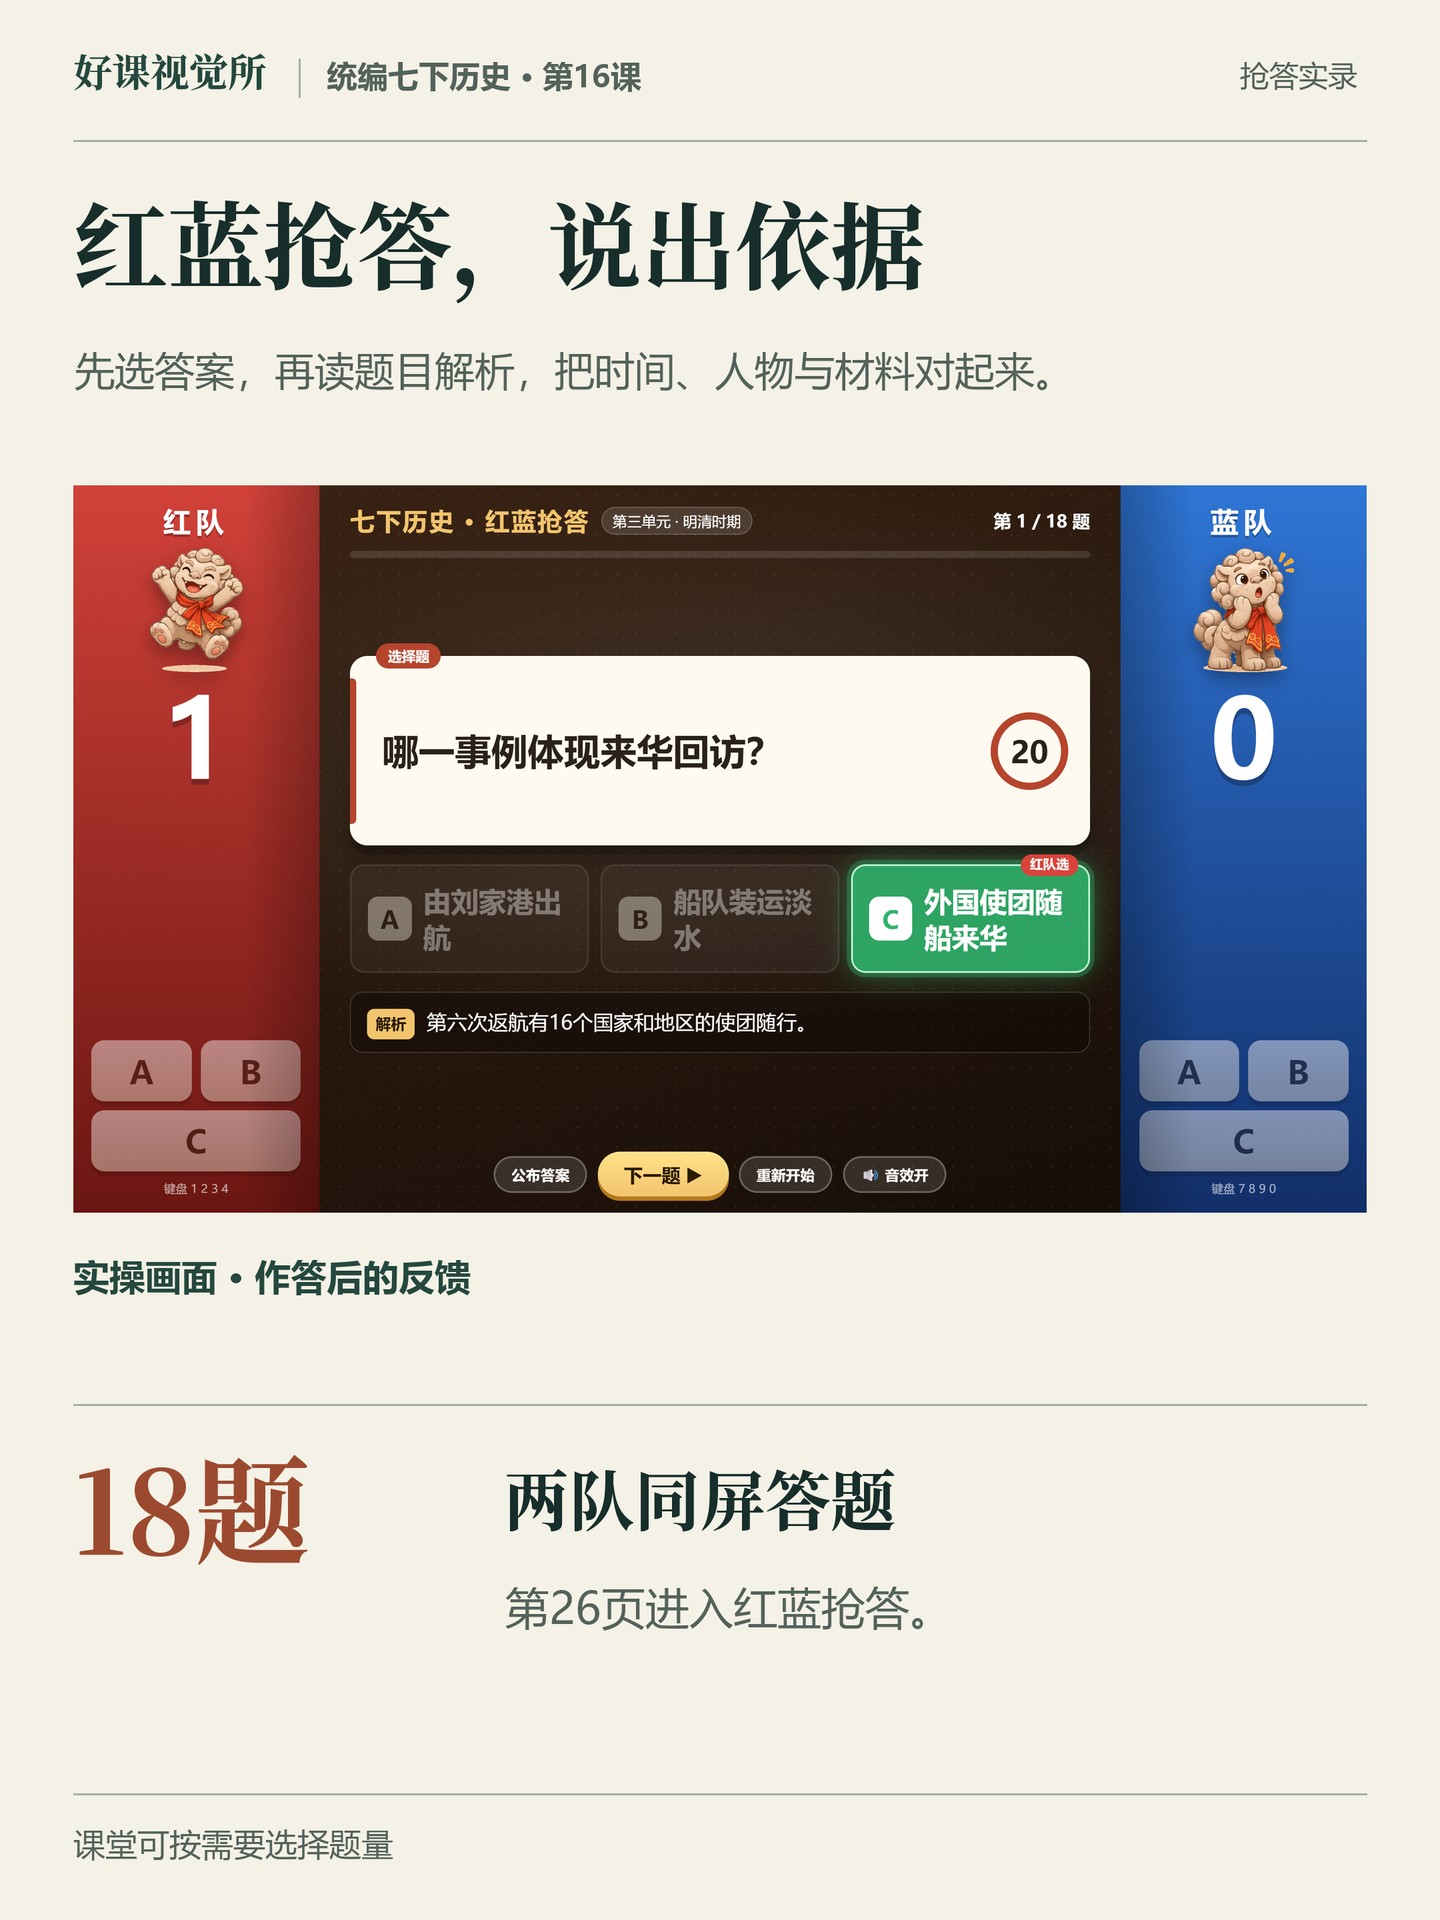 好课视觉所
统编七下历史·第16课
抢答实录
红蓝抢答，说出依据
先选答案，再读题目解析，把时间、人物与材料对起来。
红队
1
A
B
C
键盘 1 2 3 4
七下历史·红蓝抢答
第三单元·明清时期
第 1 / 18 题
选择题
哪一事例体现来华回访？
20
A
由刘家港出
航
B
船队装运淡
水
红队选
C
外国使团随
船来华
解析
第六次返航有16个国家和地区的使团随行。
公布答案
下一题 ▶
重新开始
音效开
蓝队
0
A
B
C
键盘 7 8 9 0
实操画面·作答后的反馈
18题
两队同屏答题
第26页进入红蓝抢答。
课堂可按需要选择题量